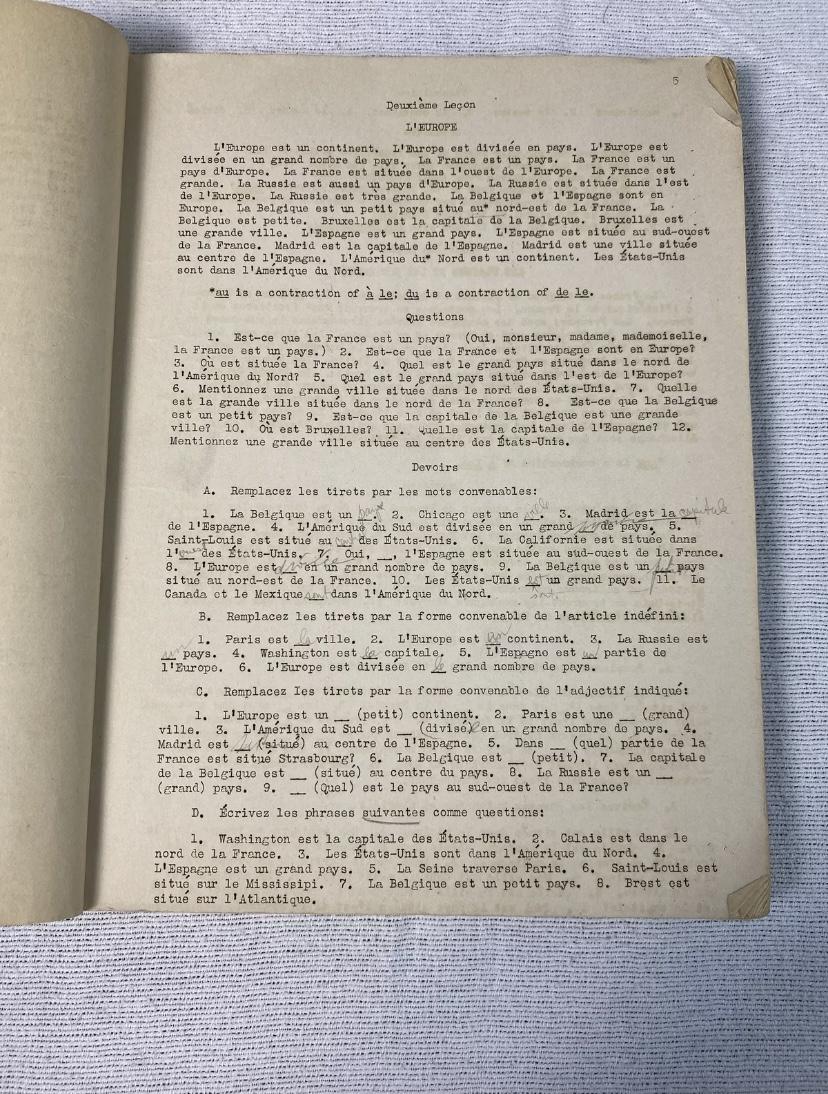 5
Deuxième Leçon
L'EUROPE
L'Europe est un continent. L'Europe est divisée en pays. L'Europe est
divisée en un grand nombre de pays. La France est un pays. La France est un
pays d'Europe. La France est située dans l'ouest de l'Europe. La France est
grande. La Russie est aussi un pays d'Europe. La Russie est située dans l'est
de l'Europe. La Russie est très grande. La Belgique et l'Espagne sont en
Europe. La Belgique est un petit pays situé au* nord-est de la France. La
Belgique est petite. Bruxelles est la capitale de la Belgique. Bruxelles est
une grande ville. L'Espagne est un grand pays. L'Espagne est située au sud-ouest
de la France. Madrid est la capitale de l'Espagne. Madrid est une ville située
au centre de l'Espagne. L'Amérique du* Nord est un continent. Les États-Unis
sont dans l'Amérique du Nord.
*au is a contraction of à le; du is a contraction of de le.
Questions
1. Est-ce que la France est un pays? (Oui, monsieur, madame, mademoiselle,
la France est un pays.) 2. Est-ce que la France et l'Espagne sont en Europe?
3. Où est située la France? 4. Quel est le grand pays situé dans le nord de
l'Amérique du Nord? 5. Quel est le grand pays situé dans l'est de l'Europe?
6. Mentionnez une grande ville située dans le nord des États-Unis. 7. Quelle
est la grande ville située dans le nord de la France? 8. Est-ce que la Belgique
est un petit pays? 9. Est-ce que la capitale de la Belgique est une grande
ville? 10. Où est Bruxelles? 11. Quelle est la capitale de l'Espagne? 12.
Mentionnez une grande ville située au centre des États-Unis.
Devoirs
A. Remplacez les tirets par les mots convenables:
1. La Belgique est un pays. 2. Chicago est une ville 3. Madrid est la capitale
de l'Espagne. 4. L'Amérique du Sud est divisée en un grand de pays. 5.
Saint-Louis est situé au des États-Unis. 6. La Californie est située dans
l'oues des États-Unis. 7. Oui, __, l'Espagne est située au sud-ouest de la France.
8. L'Europe est en un grand nombre de pays. 9. La Belgique est un petit pays
situé au nord-est de la France. 10. Les États-Unis est un grand pays. 11. Le
Canada et le Mexique sont dans l'Amérique du Nord. sont.
B. Remplacez les tirets par la forme convenable de l'article indéfini:
1. Paris est la ville. 2. L'Europe est continent. 3. La Russie est
un pays. 4. Washington est la capitale. 5. L'Espagne est partie de
l'Europe. 6. L'Europe est divisée en le grand nombre de pays.
C. Remplacez les tirets par la forme convenable de l'adjectif indiqué:
1. L'Europe est un __ (petit) continent. 2. Paris est une __ (grand)
ville. 3. L'Amérique du Sud est __ (divisé) en un grand nombre de pays. 4.
Madrid est (situé) au centre de l'Espagne. 5. Dans __ (quel) partie de la
France est situé Strasbourg? 6. La Belgique est __ (petit). 7. La capitale
de la Belgique est __ (situé) au centre du pays. 8. La Russie est un __
(grand) pays. 9. __ (Quel) est le pays au sud-ouest de la France?
D. Écrivez les phrases suivantes comme questions:
1. Washington est la capitale des États-Unis. 2. Calais est dans le
nord de la France. 3. Les États-Unis sont dans l'Amérique du Nord. 4.
L'Espagne est un grand pays. 5. La Seine traverse Paris. 6. Saint-Louis est
situé sur le Mississipi. 7. La Belgique est un petit pays. 8. Brest est
situé sur l'Atlantique.